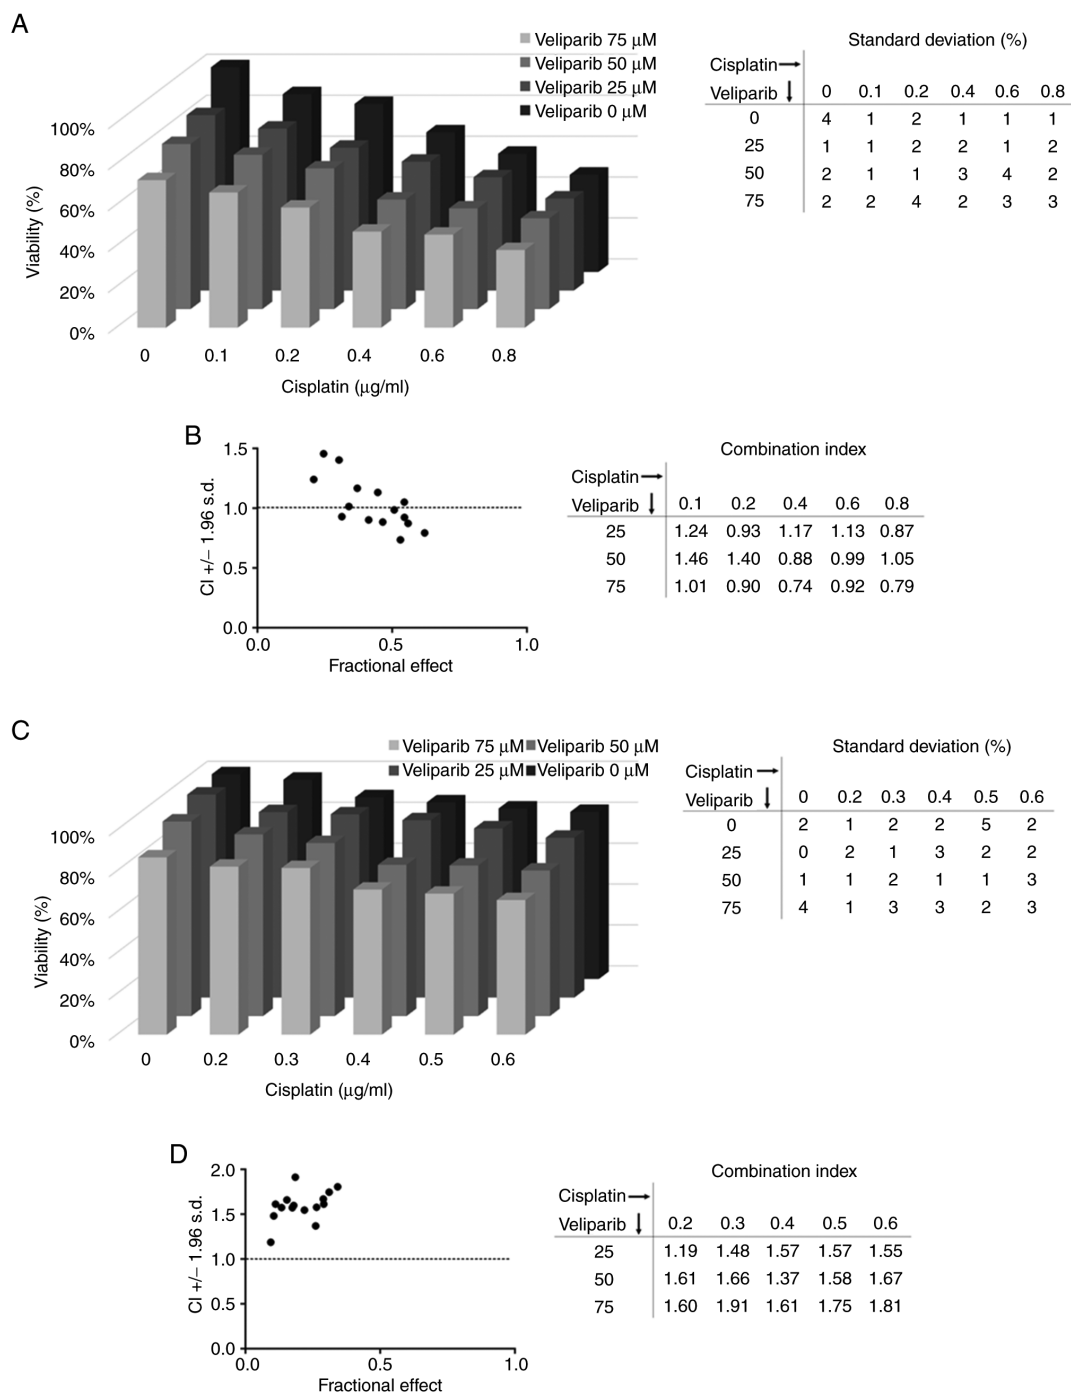 A
Veliparib 75 μM
Veliparib 50 μM
Veliparib 25 μM
Veliparib 0 μM
100%
80%
60%
40%
20%
0%
Viability (%)
0 0.1 0.2 0.4 0.6 0.8
Cisplatin (μg/ml)
Standard deviation (%)
Cisplatin
Veliparib 0 0.1 0.2 0.4 0.6 0.8
0 4 1 2 1 1 1
25 1 1 2 2 1 2
50 2 1 1 3 4 2
75 2 2 4 2 3 3
B
1.5
1.0
0.5
0.0
CI +/− 1.96 s.d.
0.0 0.5 1.0
Fractional effect
Combination index
Cisplatin
Veliparib 0.1 0.2 0.4 0.6 0.8
25 1.24 0.93 1.17 1.13 0.87
50 1.46 1.40 0.88 0.99 1.05
75 1.01 0.90 0.74 0.92 0.79
C
Veliparib 75 μM Veliparib 50 μM
Veliparib 25 μM Veliparib 0 μM
100%
80%
60%
40%
20%
0%
Viability (%)
0 0.2 0.3 0.4 0.5 0.6
Cisplatin (μg/ml)
Standard deviation (%)
Cisplatin
Veliparib 0 0.2 0.3 0.4 0.5 0.6
0 2 1 2 2 5 2
25 0 2 1 3 2 2
50 1 1 2 1 1 3
75 4 1 3 3 2 3
D
2.0
1.5
1.0
0.5
0.0
CI +/− 1.96 s.d.
0.0 0.5 1.0
Fractional effect
Combination index
Cisplatin
Veliparib 0.2 0.3 0.4 0.5 0.6
25 1.19 1.48 1.57 1.57 1.55
50 1.61 1.66 1.37 1.58 1.67
75 1.60 1.91 1.61 1.75 1.81